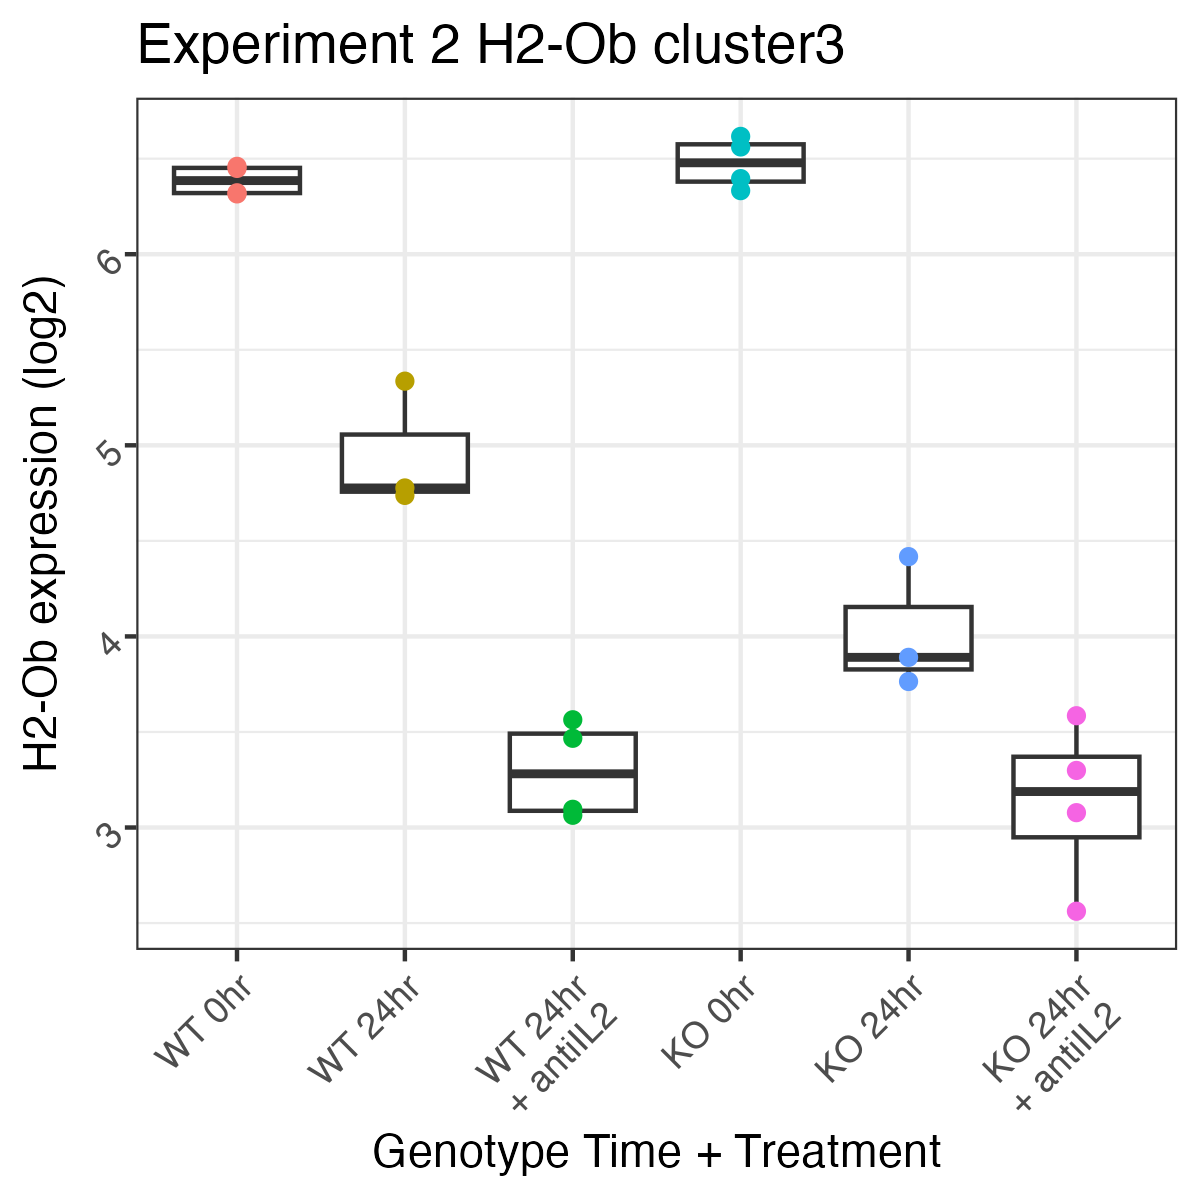 Experiment 2 H2-Ob cluster3
H2-Ob expression (log2)
6
5
4
3
WT 0hr
WT 24hr
WT 24hr
+ antiIL2
KO 0hr
KO 24hr
KO 24hr
+ antiIL2
Genotype Time + Treatment